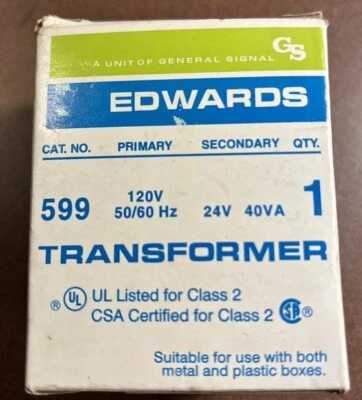 A UNIT OF GENERAL SIGNAL GS
EDWARDS
CAT. NO. PRIMARY SECONDARY QTY.
599 120V 50/60 Hz 24V 40VA 1
TRANSFORMER
® UL UL Listed for Class 2
CSA Certified for Class 2 SA ®
Suitable for use with both
metal and plastic boxes.